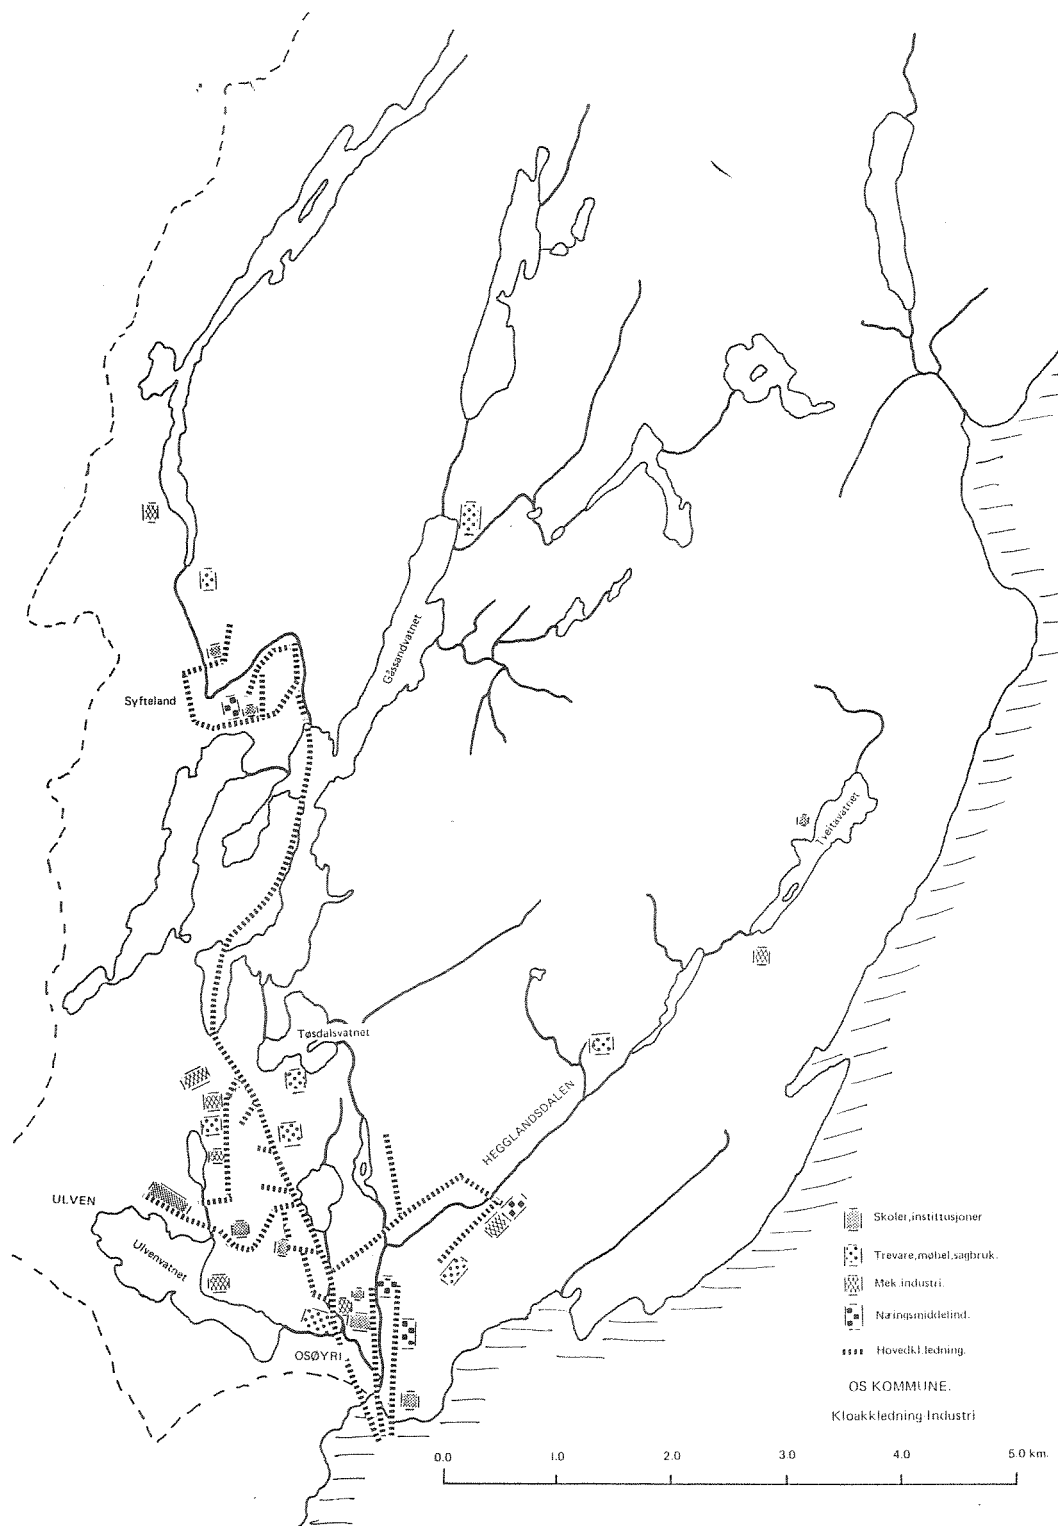 Gåssandvatnet
Syfteland
Tveitavatnet
Tøsdalsvatnet
HEGGLANDSDALEN
ULVEN
Ulvenvatnet
OSØYRI
Skoler,institusjoner
Trevare,møbel,sagbruk.
Mek.industri.
Næringsmiddelind.
Hovedkl.ledning.
OS KOMMUNE.
Kloakkledning-Industri
0.0 1.0 2.0 3.0 4.0 5.0 km.